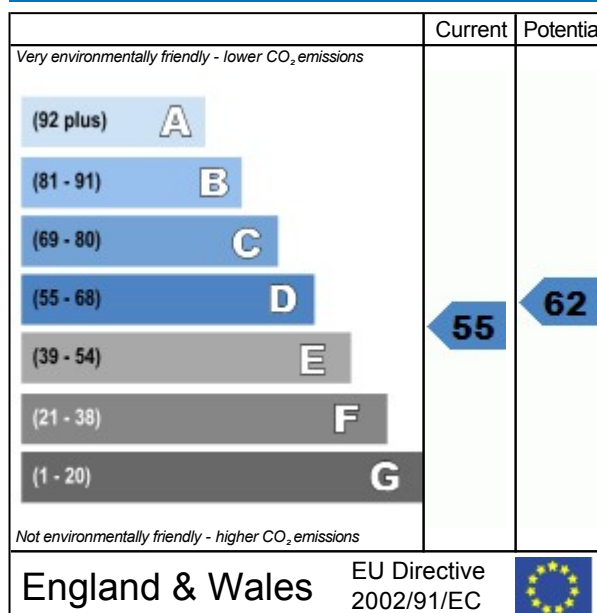 Current Potentia
Very environmentally friendly - lower CO₂ emissions
(92 plus) A
(81 - 91) B
(69 - 80) C
(55 - 68) D
(39 - 54) E
(21 - 38) F
(1 - 20) G
55
62
Not environmentally friendly - higher CO₂ emissions
England & Wales
EU Directive
2002/91/EC